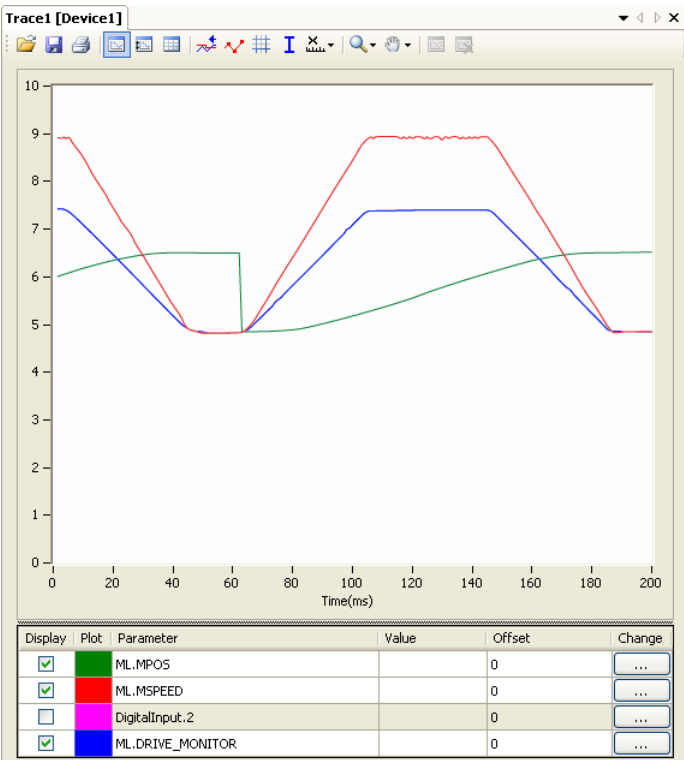 Trace1 [Device1]
10
9
8
7
6
5
4
3
2
1
0
0 20 40 60 80 100 120 140 160 180 200
Time(ms)
Display Plot Parameter Value Offset Change
ML.MPOS 0 ...
ML.MSPEED 0 ...
DigitalInput.2 0 ...
ML.DRIVE_MONITOR 0 ...